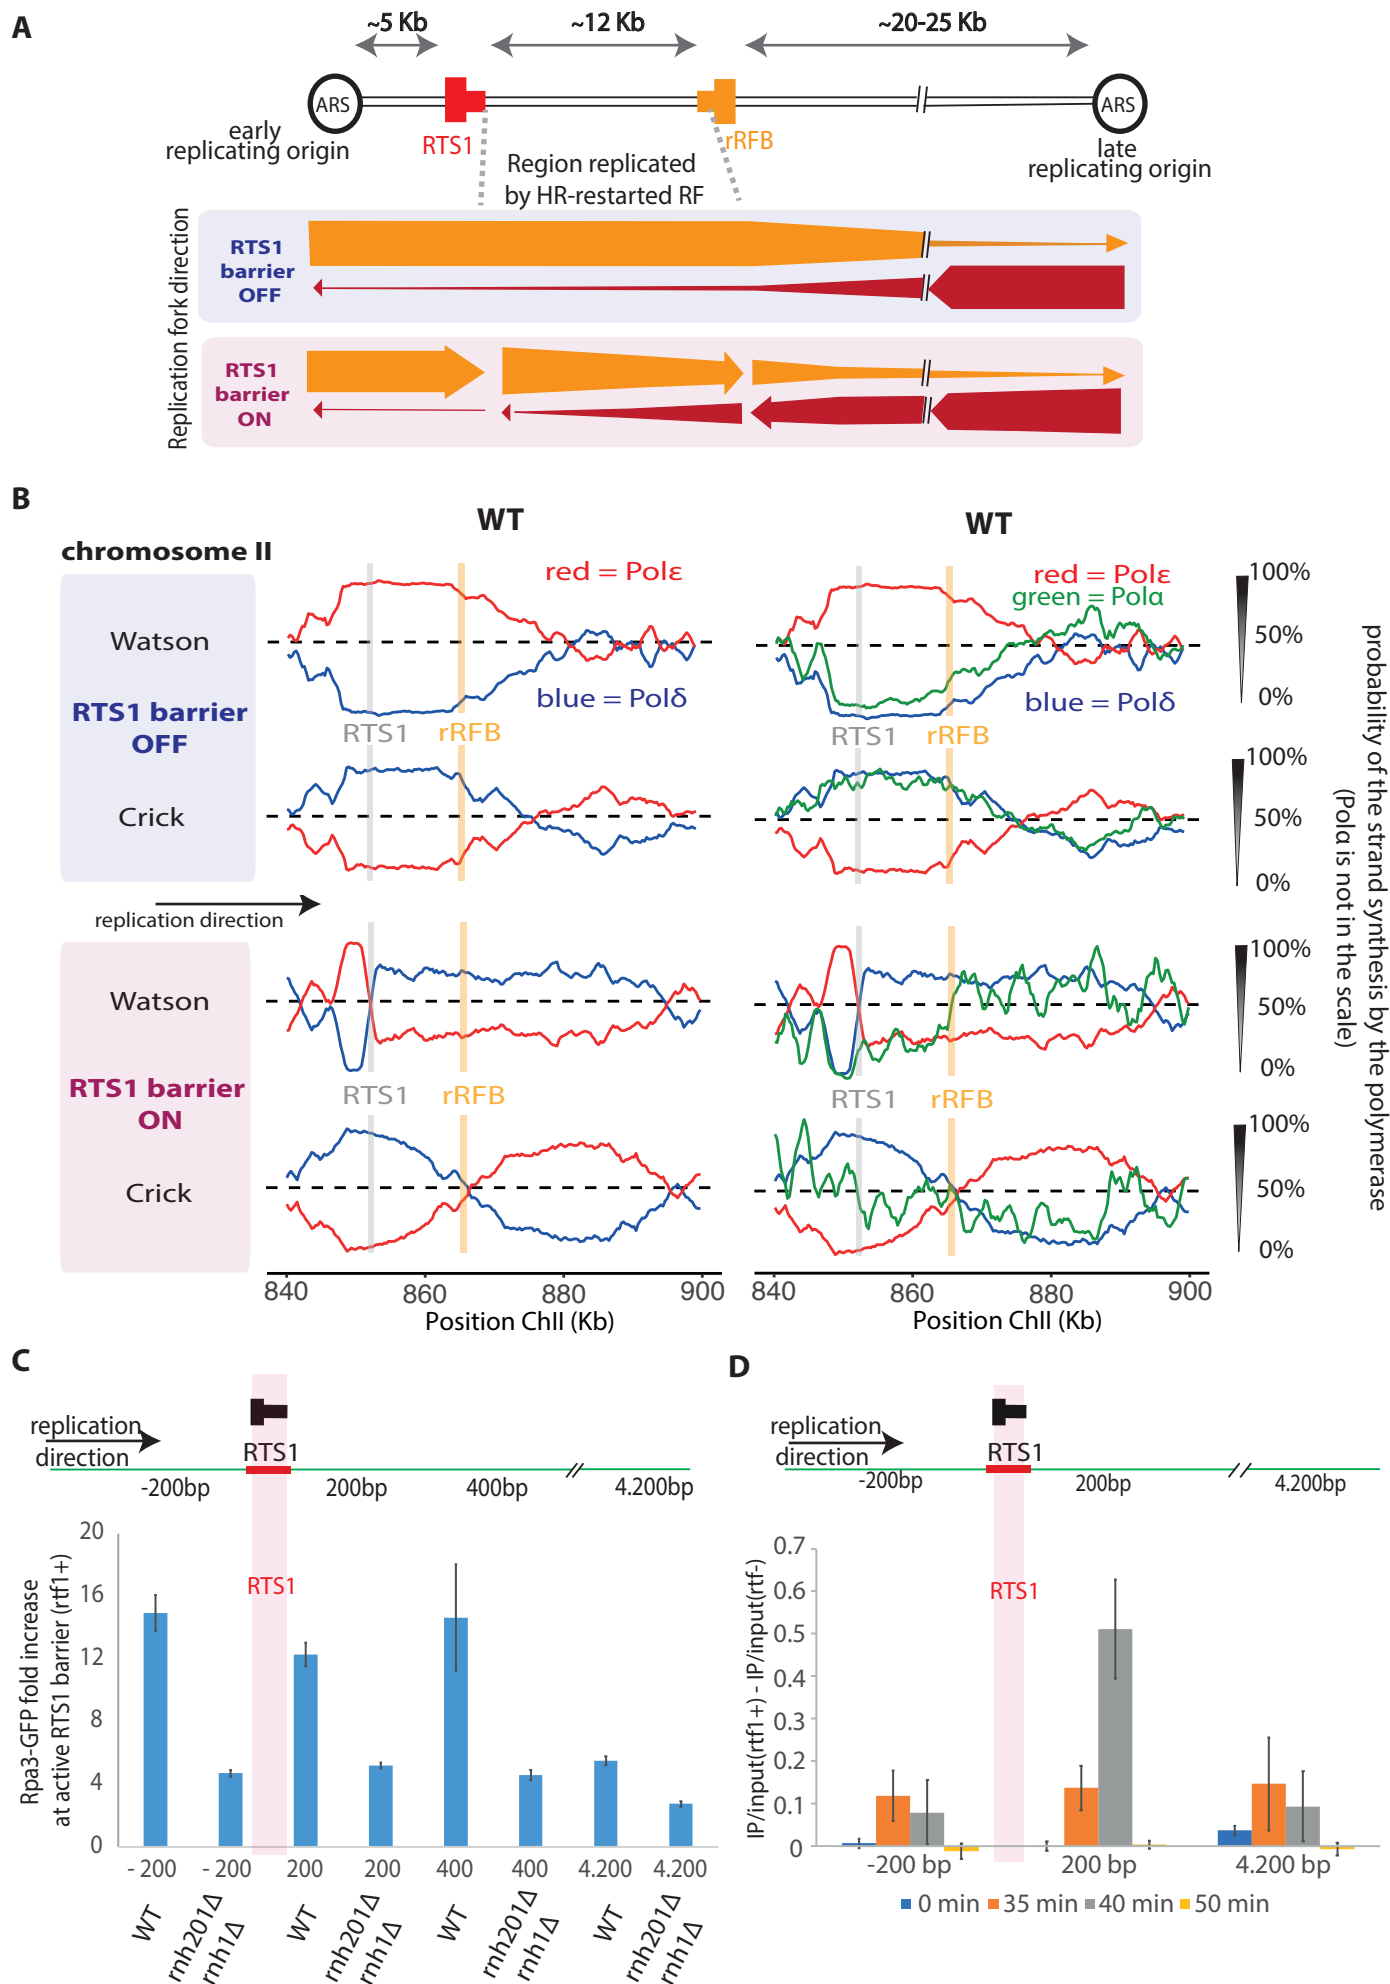 A
~5 Kb
~12 Kb
~20-25 Kb
ARS
ARS
early
replicating origin
RTS1
rRFB
late
replicating origin
Region replicated
by HR-restarted RF
Replication fork direction
RTS1
barrier
OFF
RTS1
barrier
ON
B
WT
WT
chromosome II
red = Polε
red = Polε
green = Polα
100%
Watson
50%
RTS1 barrier
OFF
blue = Polδ
blue = Polδ
0%
RTS1
rRFB
RTS1
rRFB
100%
Crick
50%
0%
replication direction
100%
Watson
50%
0%
RTS1 barrier
ON
RTS1
rRFB
RTS1
rRFB
100%
Crick
50%
0%
probability of the strand synthesis by the polymerase
(Polα is not in the scale)
840
860
880
900
840
860
880
900
Position ChII (Kb)
Position ChII (Kb)
C
replication
direction
RTS1
-200bp
200bp
400bp
4.200bp
Rpa3-GFP fold increase
at active RTS1 barrier (rtf1+)
20
16
12
8
4
0
RTS1
- 200
- 200
200
200
400
400
4.200
4.200
WT
rnh201Δ
rnh1Δ
WT
rnh201Δ
rnh1Δ
WT
rnh201Δ
rnh1Δ
WT
rnh201Δ
rnh1Δ
D
replication
direction
RTS1
-200bp
200bp
4.200bp
IP/input(rtf1+) - IP/input(rtf-)
0.7
0.6
0.5
0.4
0.3
0.2
0.1
0
RTS1
-200 bp
200 bp
4.200 bp
0 min
35 min
40 min
50 min